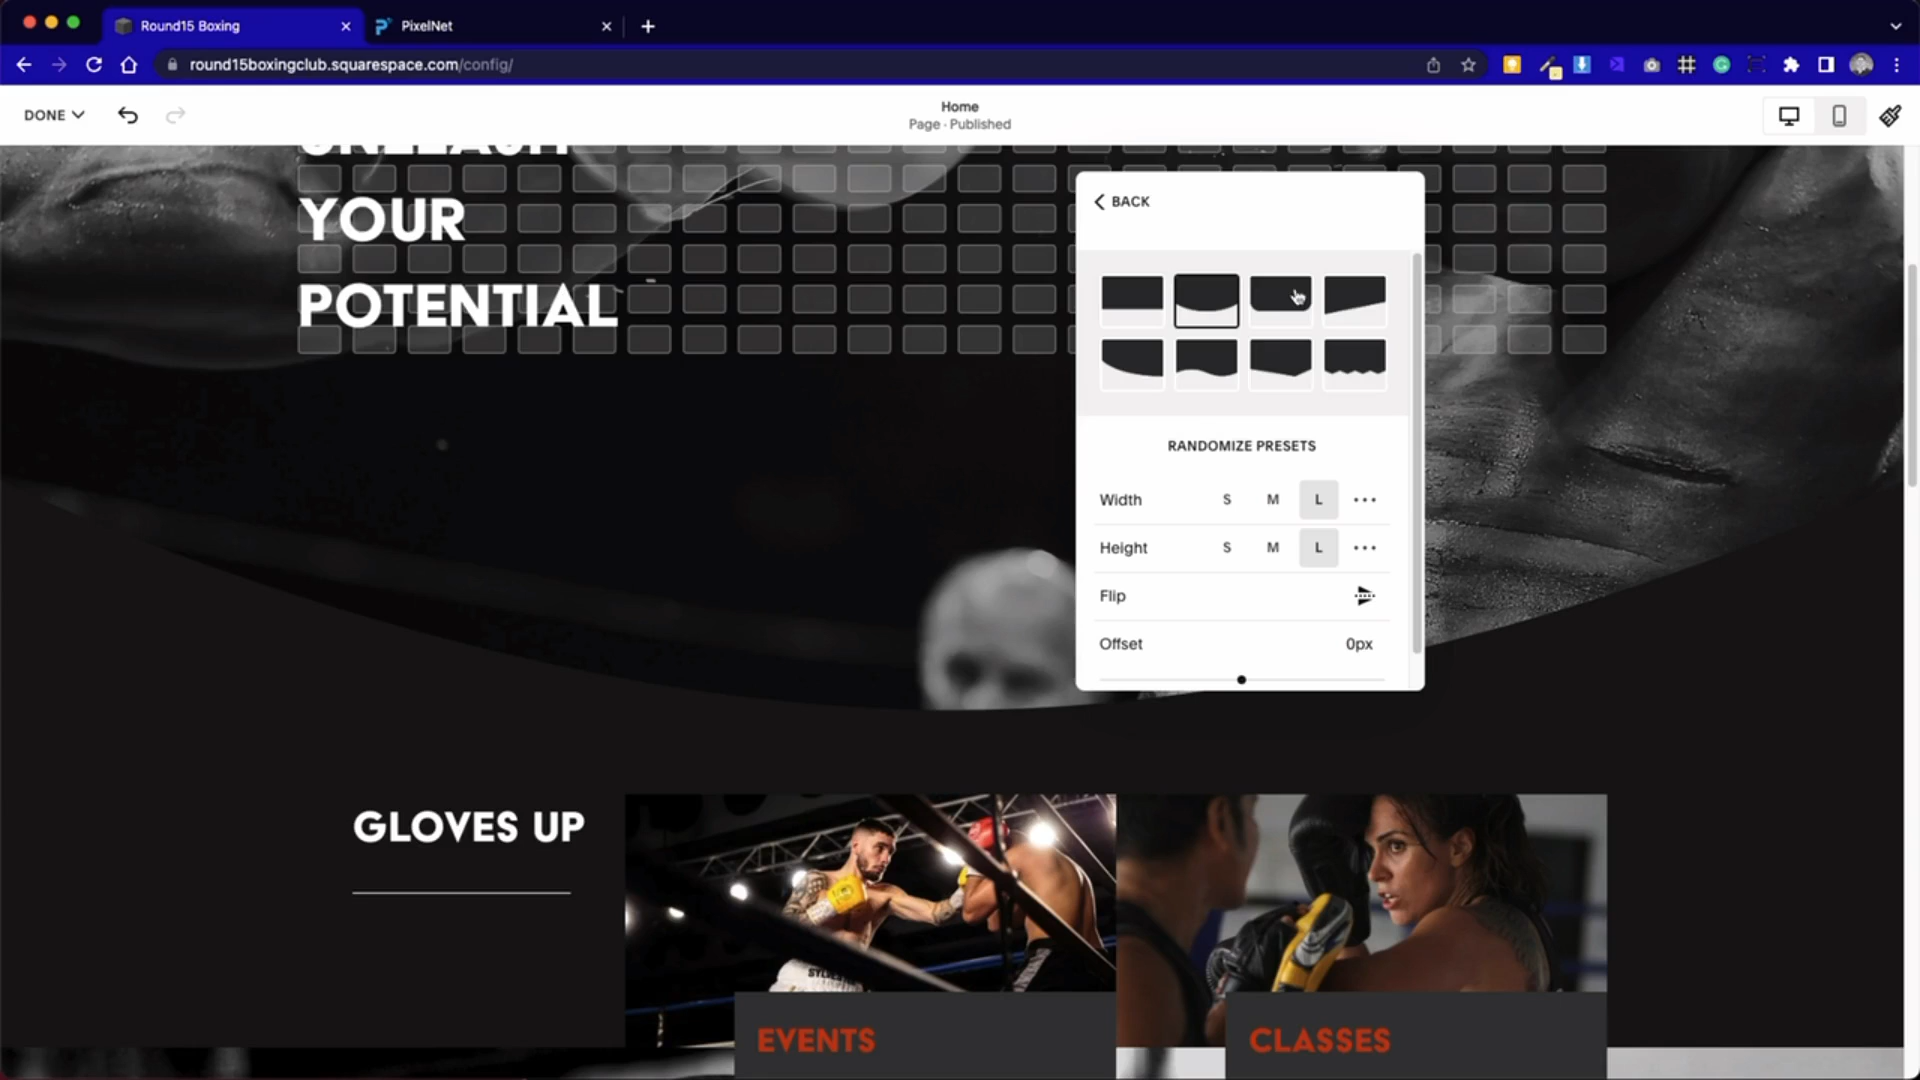 Round15 Boxing
PixelNet
round15boxingclub.squarespace.com/config/
DONE
Home
Page · Published
UNLEASH
YOUR
POTENTIAL
BACK
RANDOMIZE PRESETS
Width S M L
Height S M L
Flip
Offset 0px
GLOVES UP
EVENTS
CLASSES